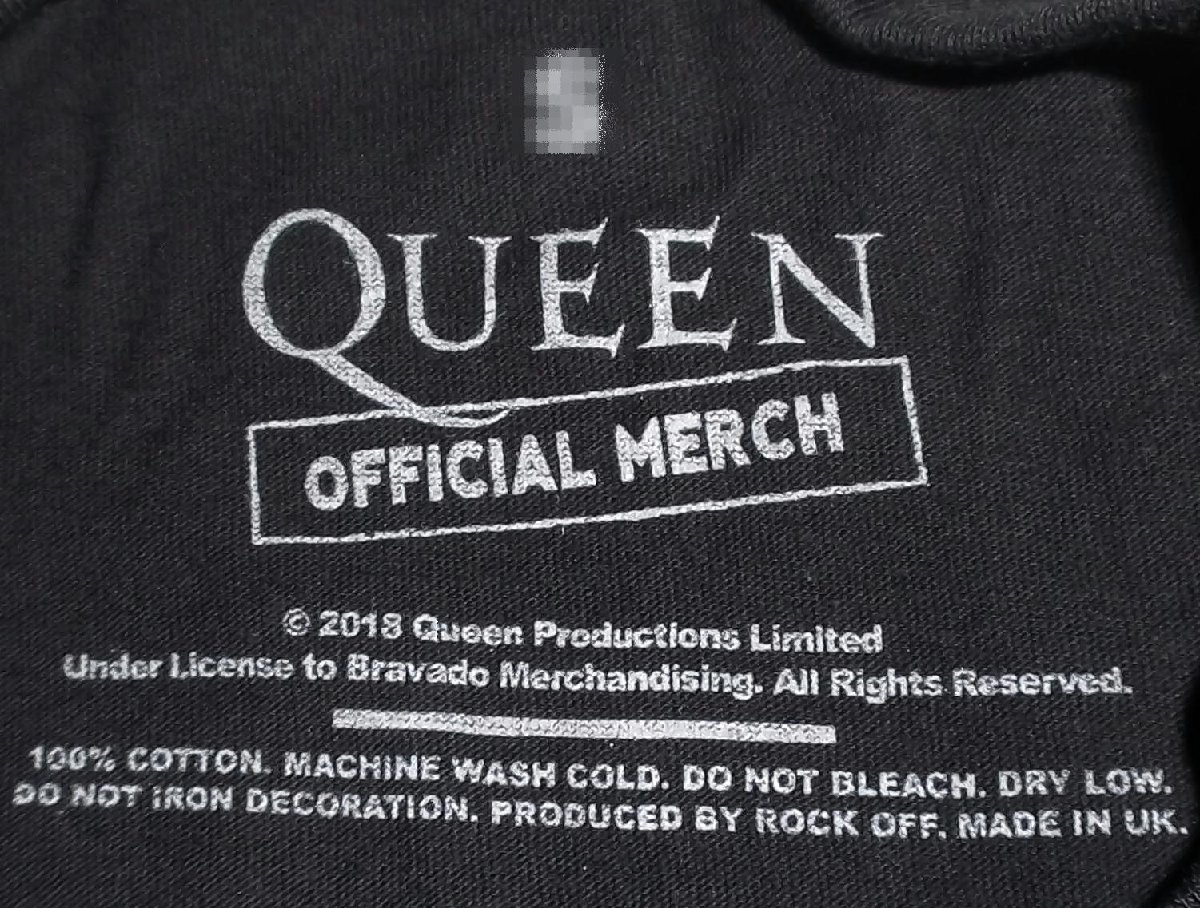 QUEEN
OFFICIAL MERCH
© 2018 Queen Productions Limited
Under License to Bravado Merchandising. All Rights Reserved.
100% COTTON. MACHINE WASH COLD. DO NOT BLEACH. DRY LOW.
DO NOT IRON DECORATION. PRODUCED BY ROCK OFF. MADE IN UK.